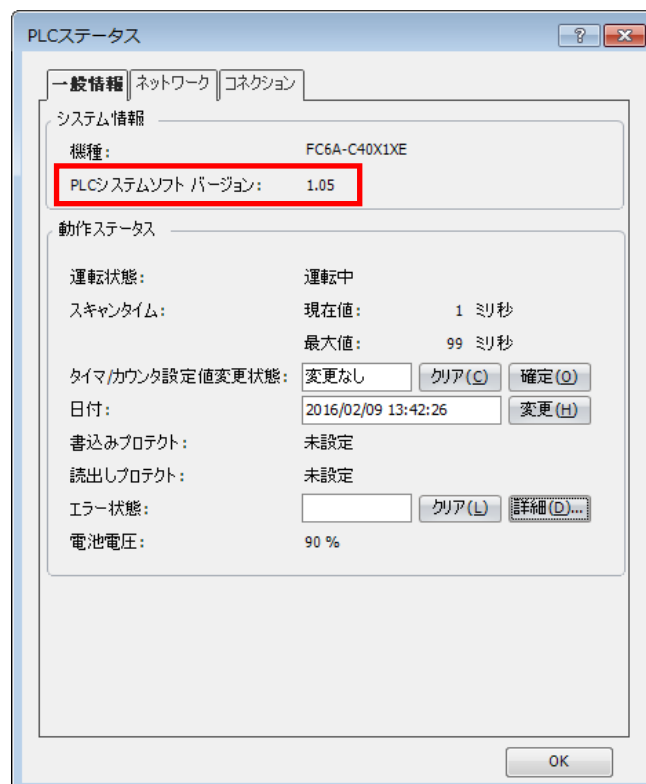 PLCステータス
一般情報 ネットワーク コネクション
システム情報
機種: FC6A-C40X1XE
PLCシステムソフト バージョン: 1.05
動作ステータス
運転状態: 運転中
スキャンタイム: 現在値: 1 ミリ秒
最大値: 99 ミリ秒
タイマ/カウンタ設定値変更状態: 変更なし クリア(C) 確定(O)
日付: 2016/02/09 13:42:26 変更(H)
書込みプロテクト: 未設定
読出しプロテクト: 未設定
エラー状態: クリア(L) 詳細(D)...
電池電圧: 90 %
OK